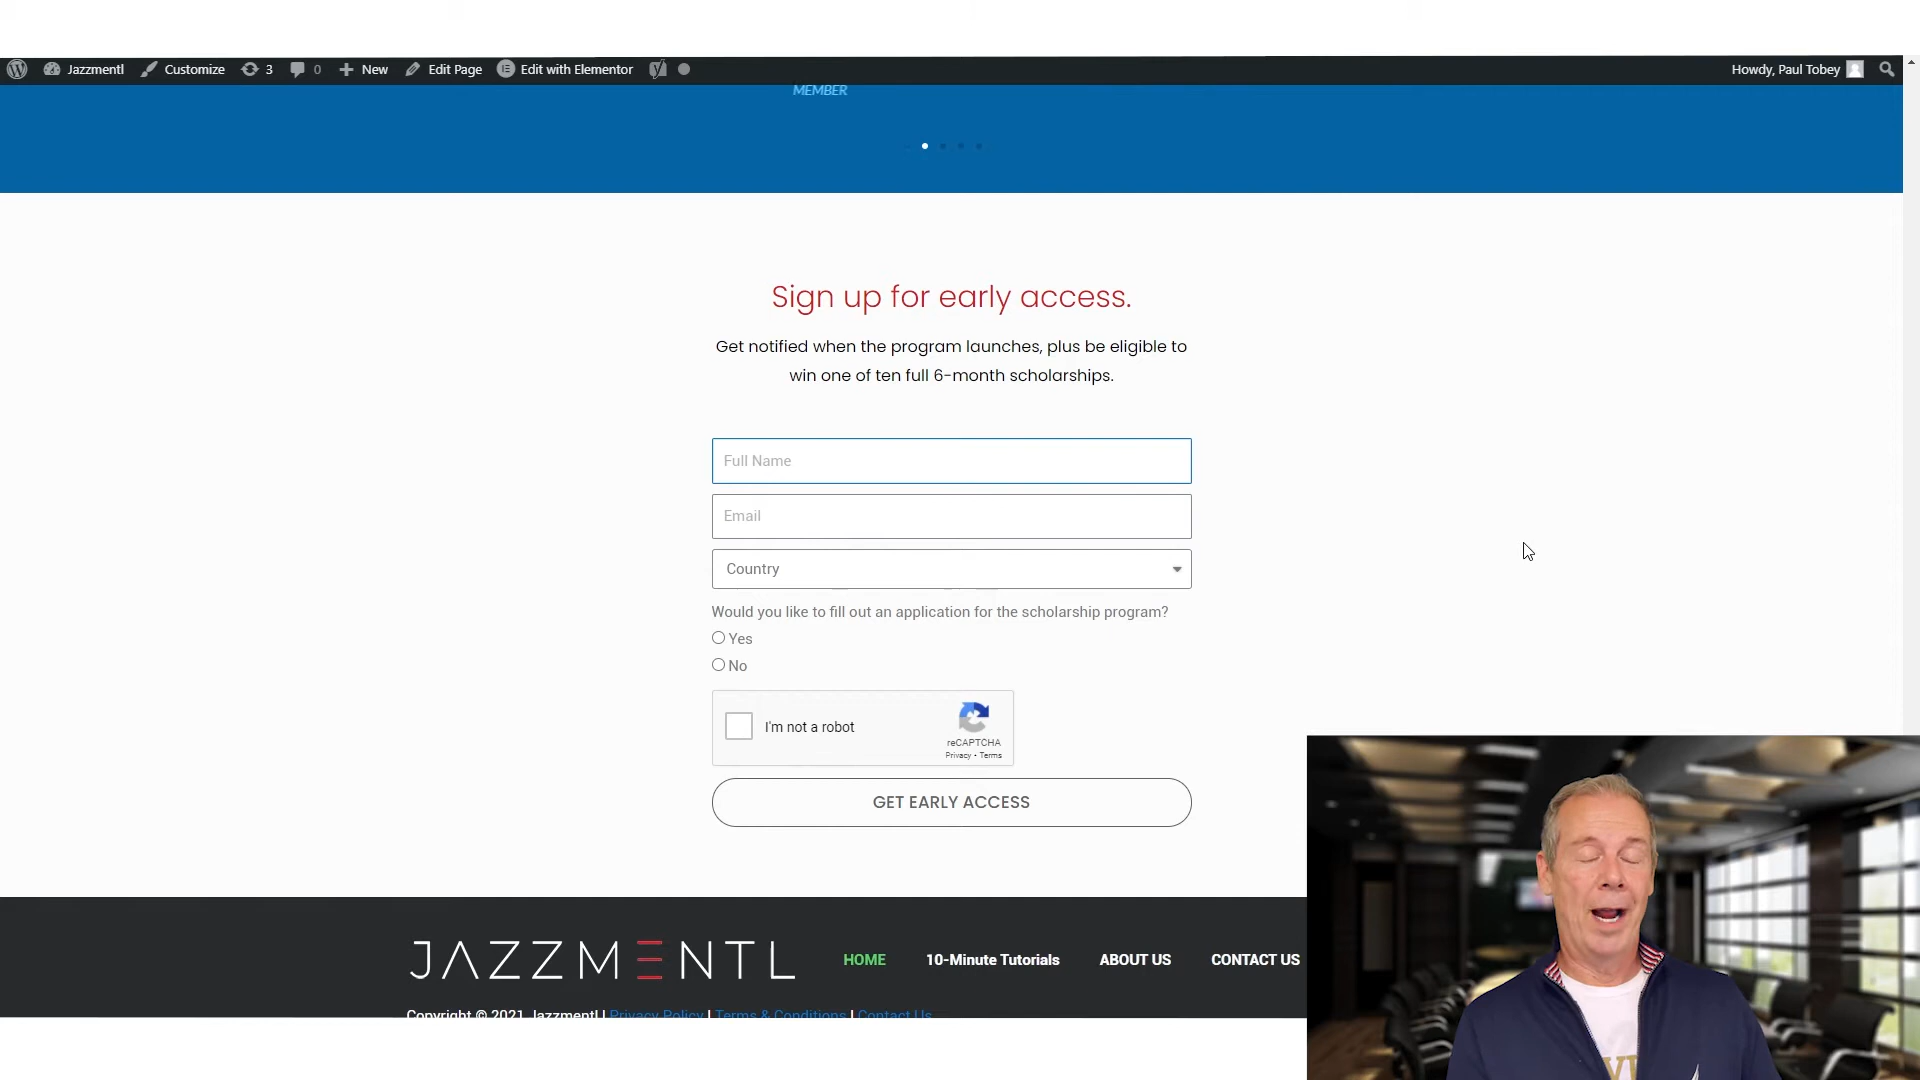 Jazzmentl Customize 3 0 New Edit Page Edit with Elementor Howdy, Paul Tobey
MEMBER
Sign up for early access.
Get notified when the program launches, plus be eligible to
win one of ten full 6-month scholarships.
Full Name
Email
Country
Would you like to fill out an application for the scholarship program?
Yes
No
I'm not a robot
reCAPTCHA
Privacy • Terms
GET EARLY ACCESS
JAZZMENTL HOME 10-Minute Tutorials ABOUT US CONTACT US
Copyright © 2021 Jazzmentl | Privacy Policy | Terms & Conditions | Contact Us